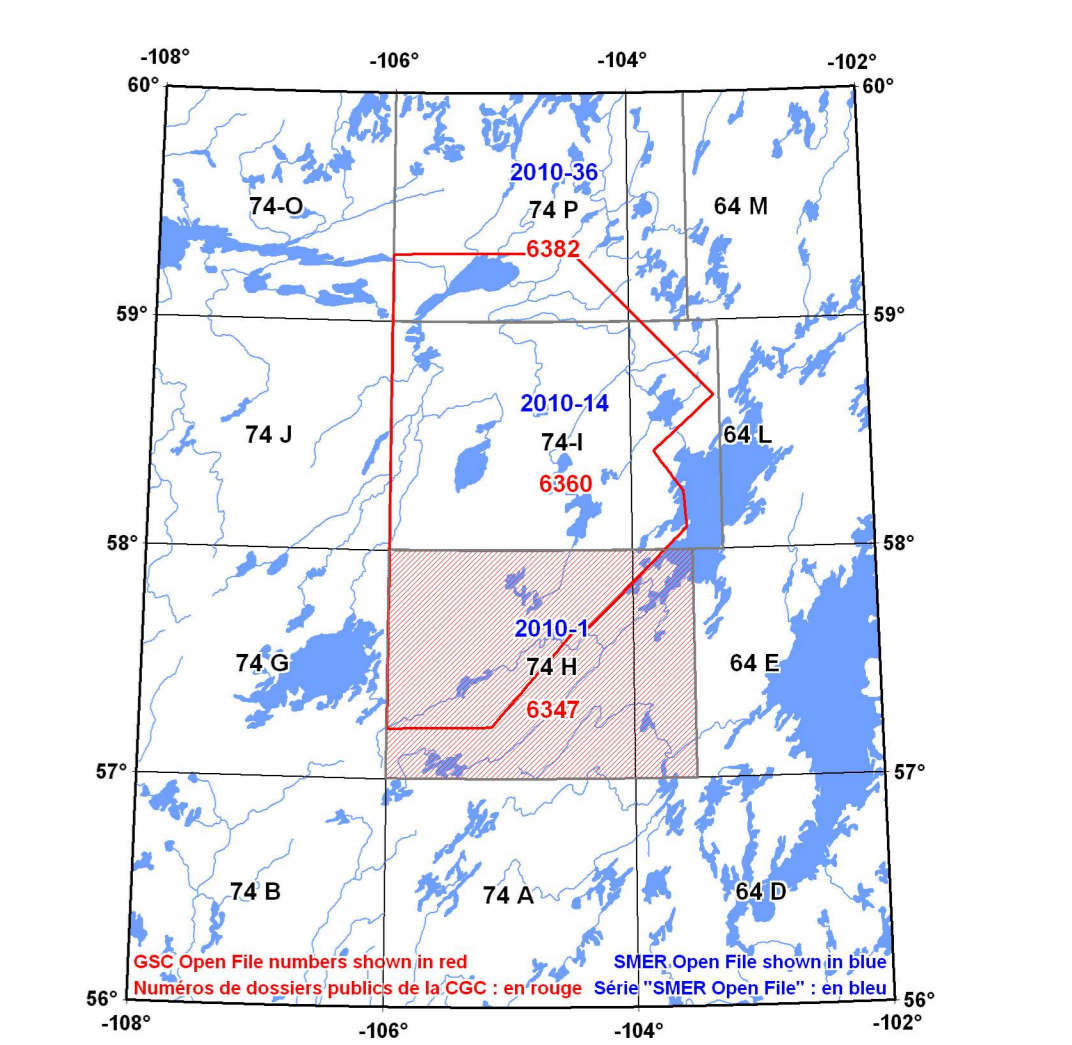 -108° -106° -104° -102°
60° 60°
2010-36
74-O 74 P 64 M
6382
59° 59°
2010-14
74 J 74-I 64 L
6360
58° 58°
2010-1
74 G 74 H 64 E
6347
57° 57°
74 B 74 A 64 D
GSC Open File numbers shown in red SMER Open File shown in blue
Numéros de dossiers publics de la CGC : en rouge Série "SMER Open File" : en bleu
56° 56°
-108° -106° -104° -102°